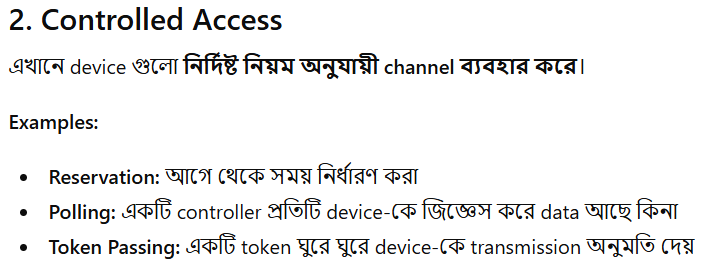 2. Controlled Access
এখানে device গুলো নির্দিষ্ট নিয়ম অনুযায়ী channel ব্যবহার করে।
Examples:
• Reservation: আগে থেকে সময় নির্ধারণ করা
• Polling: একটি controller প্রতিটি device-কে জিজ্ঞেস করে data আছে কিনা
• Token Passing: একটি token ঘুরে ঘুরে device-কে transmission অনুমতি দেয়